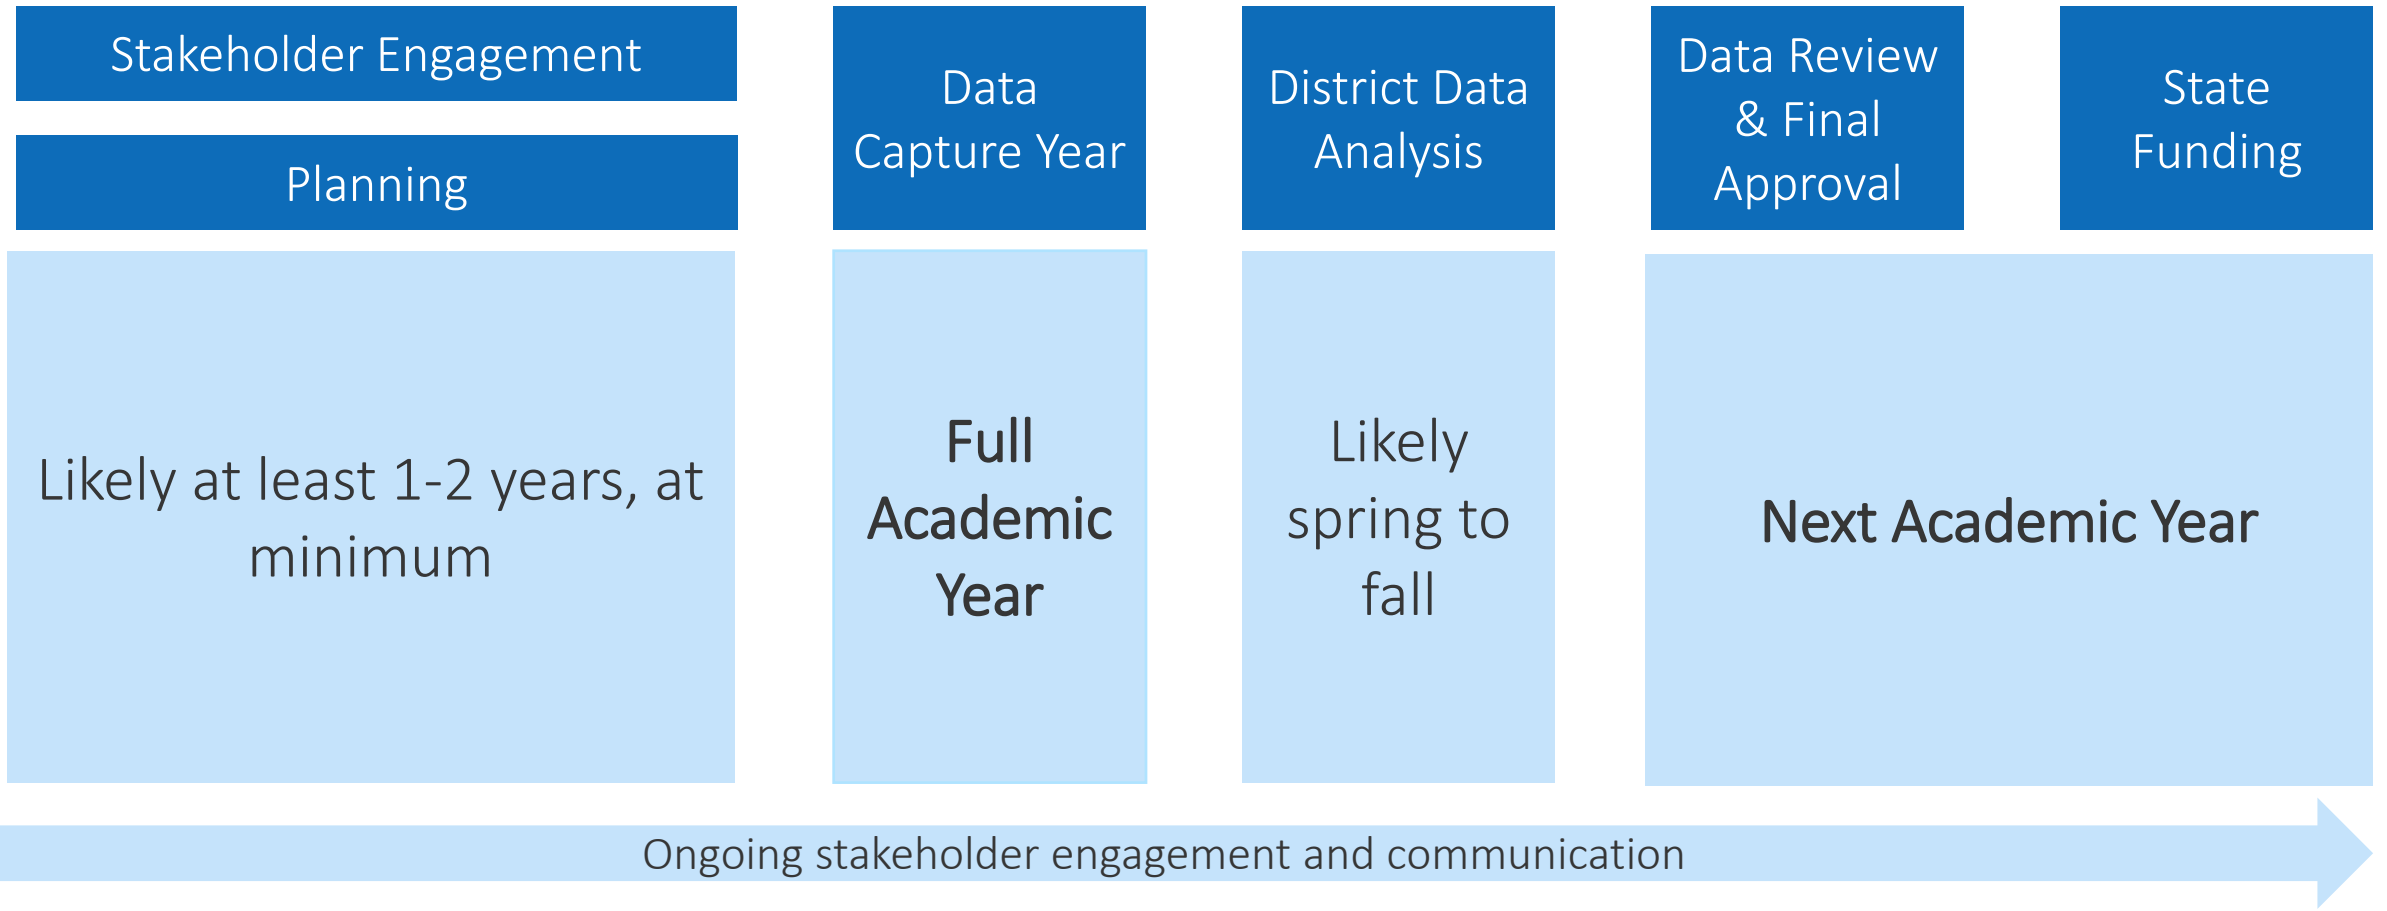 Stakeholder Engagement
Planning
Data
Capture Year
District Data
Analysis
Data Review
& Final
Approval
State
Funding
Likely at least 1-2 years, at
minimum
Full
Academic
Year
Likely
spring to
fall
Next Academic Year
Ongoing stakeholder engagement and communication